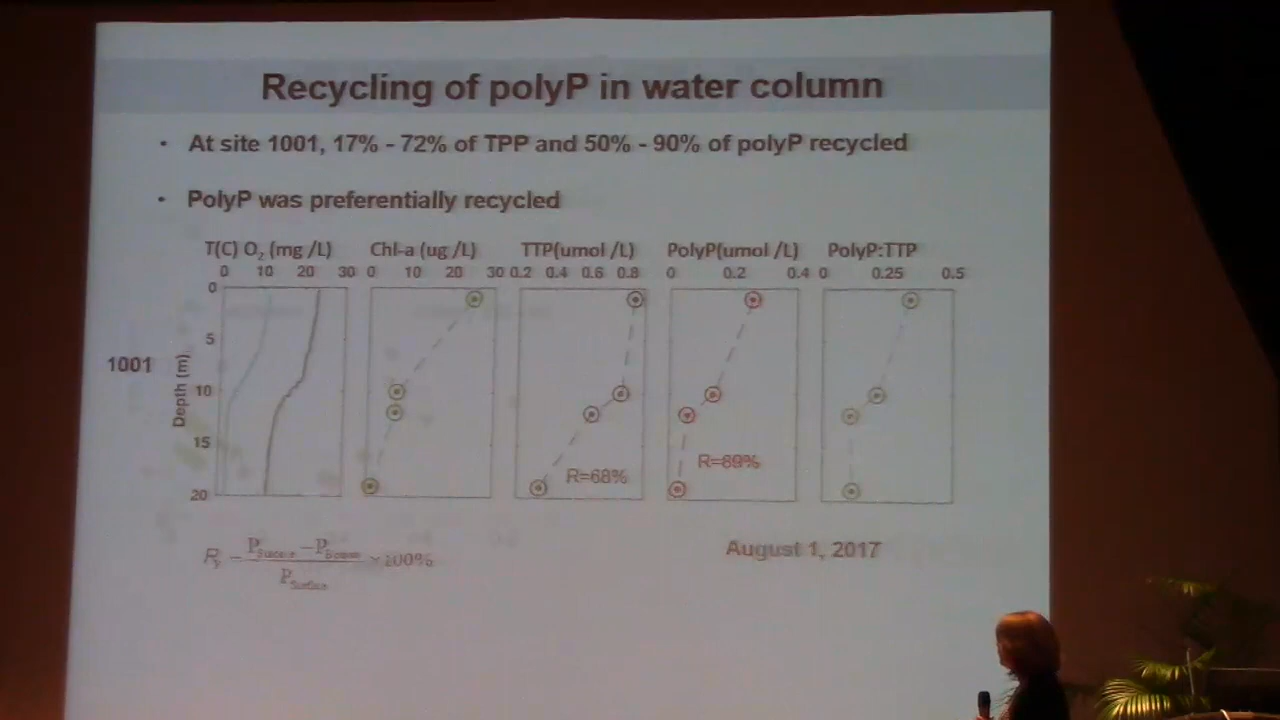 Recycling of polyP in water column
• At site 1001, 17% - 72% of TPP and 50% - 90% of polyP recycled
• PolyP was preferentially recycled
T(C) O2 (mg /L) Chl-a (ug /L) TTP(umol /L) PolyP(umol /L) PolyP:TTP
0 10 20 30 0 10 20 30 0.2 0.4 0.6 0.8 0 0.2 0.4 0 0.25 0.5
0
5
1001
Depth (m)
10
15
20
R=68%
R=89%
P Surface – P
R = × 100%
P Surface
August 1, 2017